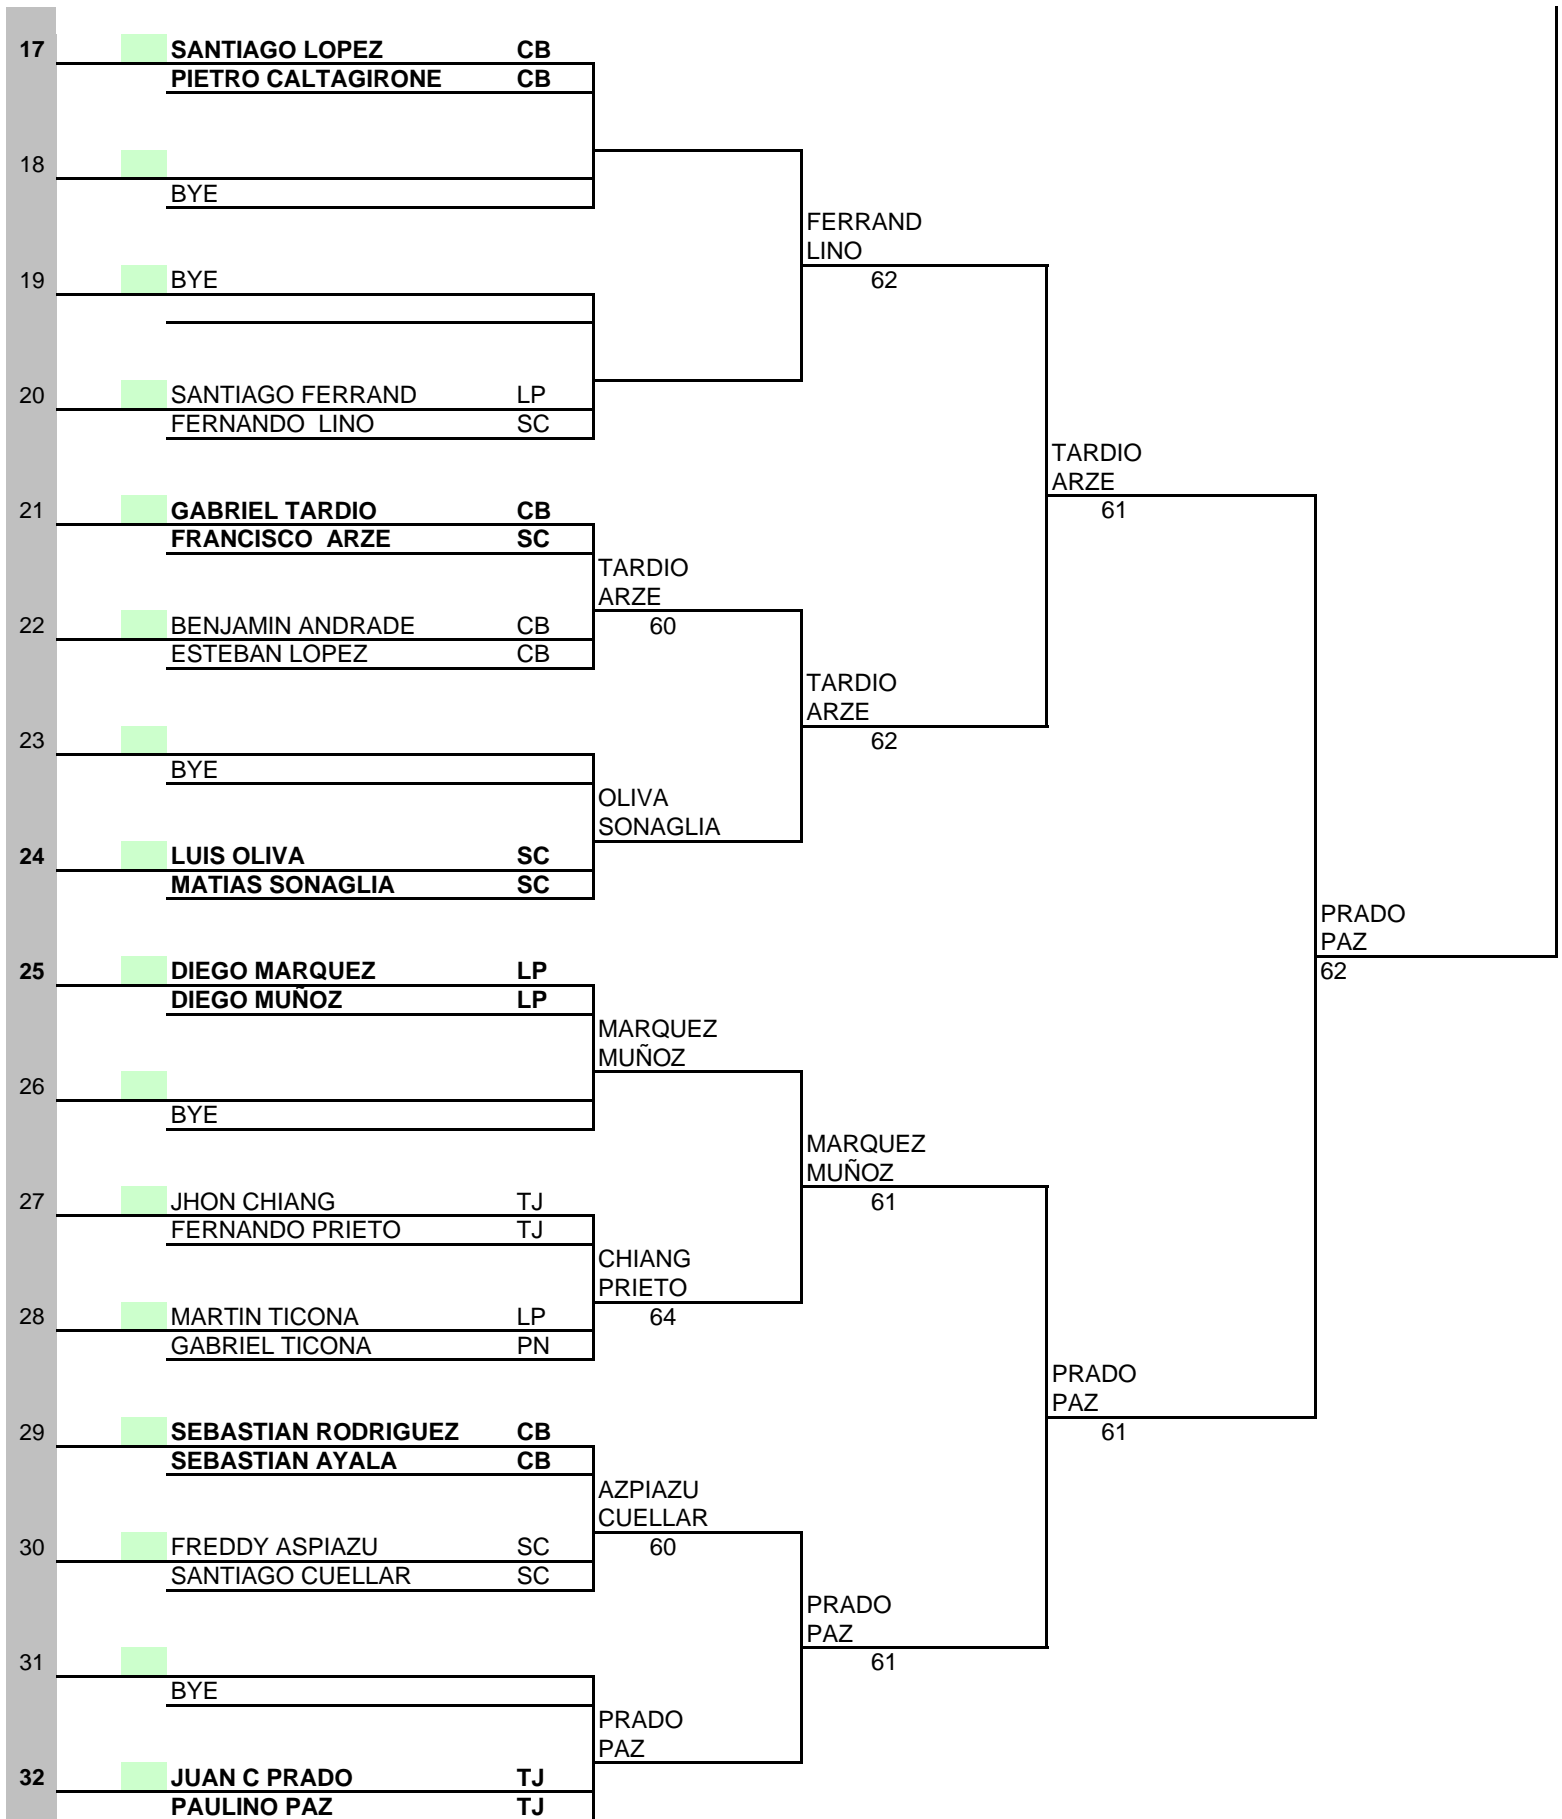 17 SANTIAGO LOPEZ CB
PIETRO CALTAGIRONE CB
18
BYE
FERRAND
LINO
19 BYE
62
20 SANTIAGO FERRAND LP
FERNANDO LINO SC
TARDIO
ARZE
21 GABRIEL TARDIO CB
61
FRANCISCO ARZE SC
TARDIO
ARZE
22 BENJAMIN ANDRADE CB
60
ESTEBAN LOPEZ CB
TARDIO
ARZE
23
62
BYE
OLIVA
SONAGLIA
24 LUIS OLIVA SC
MATIAS SONAGLIA SC
PRADO
PAZ
25 DIEGO MARQUEZ LP
62
DIEGO MUÑOZ LP
MARQUEZ
MUÑOZ
26
BYE
MARQUEZ
MUÑOZ
27 JHON CHIANG TJ
61
FERNANDO PRIETO TJ
CHIANG
PRIETO
28 MARTIN TICONA LP
64
GABRIEL TICONA PN
PRADO
PAZ
29 SEBASTIAN RODRIGUEZ CB
61
SEBASTIAN AYALA CB
AZPIAZU
CUELLAR
30 FREDDY ASPIAZU SC
60
SANTIAGO CUELLAR SC
PRADO
PAZ
31
61
BYE
PRADO
PAZ
32 JUAN C PRADO TJ
PAULINO PAZ TJ